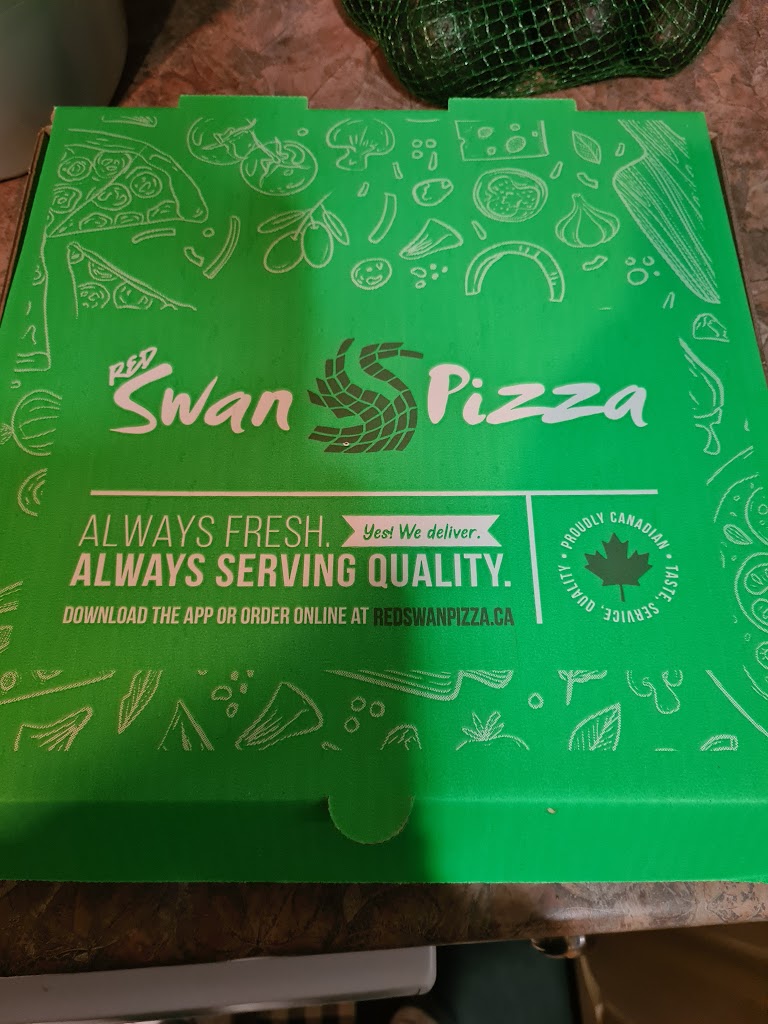 RED
Swan Pizza
ALWAYS FRESH. Yes! We deliver.
ALWAYS SERVING QUALITY.
DOWNLOAD THE APP OR ORDER ONLINE AT REDSWANPIZZA.CA
PROUDLY CANADIAN • TASTE, SERVICE, QUALITY •